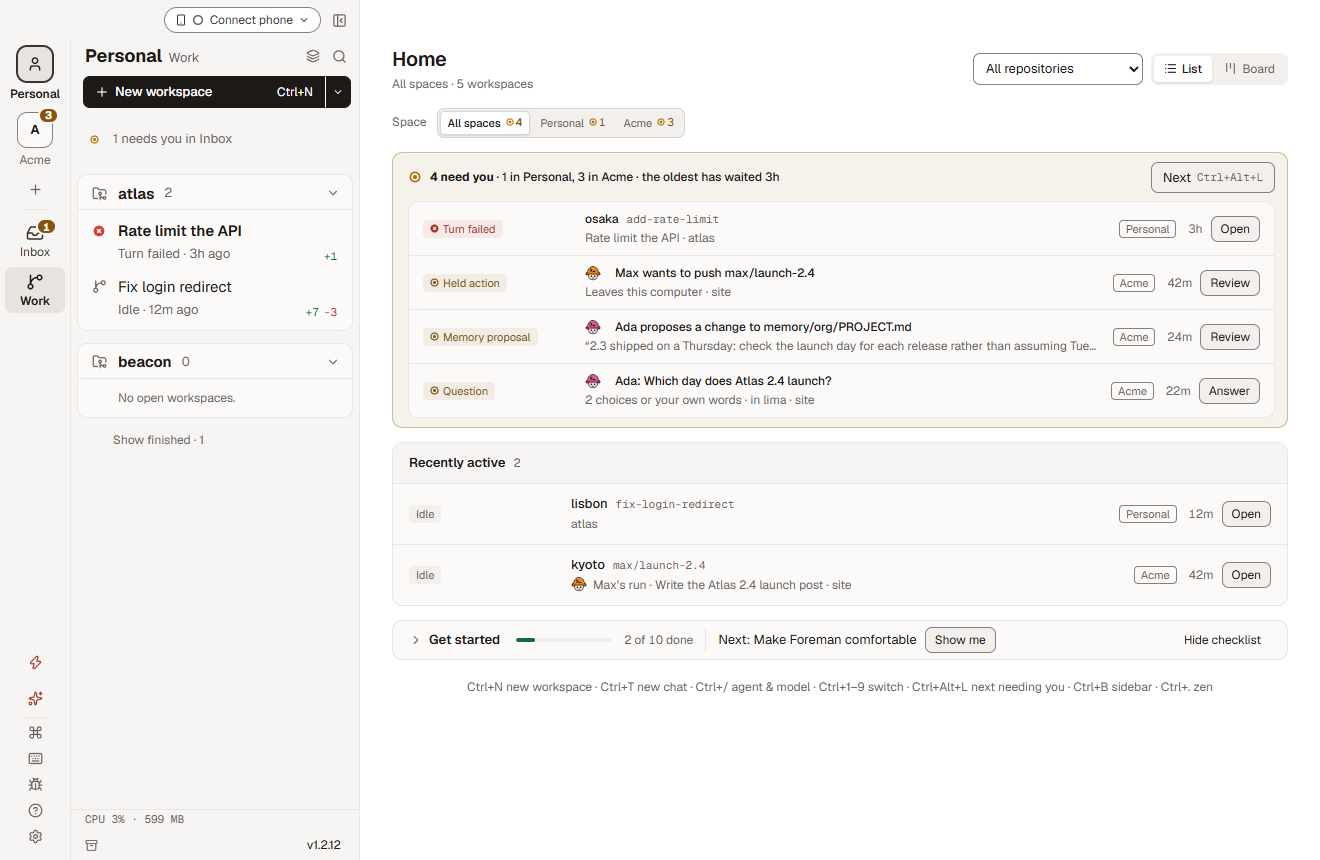 Connect phone
Personal
Acme
3
A
Inbox
1
Work
Personal Work
New workspace Ctrl+N
1 needs you in Inbox
atlas 2
Rate limit the API
Turn failed · 3h ago +1
Fix login redirect
Idle · 12m ago +7 -3
beacon 0
No open workspaces.
Show finished · 1
CPU 3% · 599 MB
v1.2.12
Home
All spaces · 5 workspaces
All repositories
List
Board
Space
All spaces 4
Personal 1
Acme 3
4 need you · 1 in Personal, 3 in Acme · the oldest has waited 3h
Next Ctrl+Alt+L
Turn failed
osaka add-rate-limit
Rate limit the API · atlas
Personal 3h Open
Held action
Max wants to push max/launch-2.4
Leaves this computer · site
Acme 42m Review
Memory proposal
Ada proposes a change to memory/org/PROJECT.md
“2.3 shipped on a Thursday: check the launch day for each release rather than assuming Tue…
Acme 24m Review
Question
Ada: Which day does Atlas 2.4 launch?
2 choices or your own words · in lima · site
Acme 22m Answer
Recently active 2
Idle
lisbon fix-login-redirect
atlas
Personal 12m Open
Idle
kyoto max/launch-2.4
Max's run · Write the Atlas 2.4 launch post · site
Acme 42m Open
Get started 2 of 10 done Next: Make Foreman comfortable Show me Hide checklist
Ctrl+N new workspace · Ctrl+T new chat · Ctrl+/ agent & model · Ctrl+1–9 switch · Ctrl+Alt+L next needing you · Ctrl+B sidebar · Ctrl+. zen